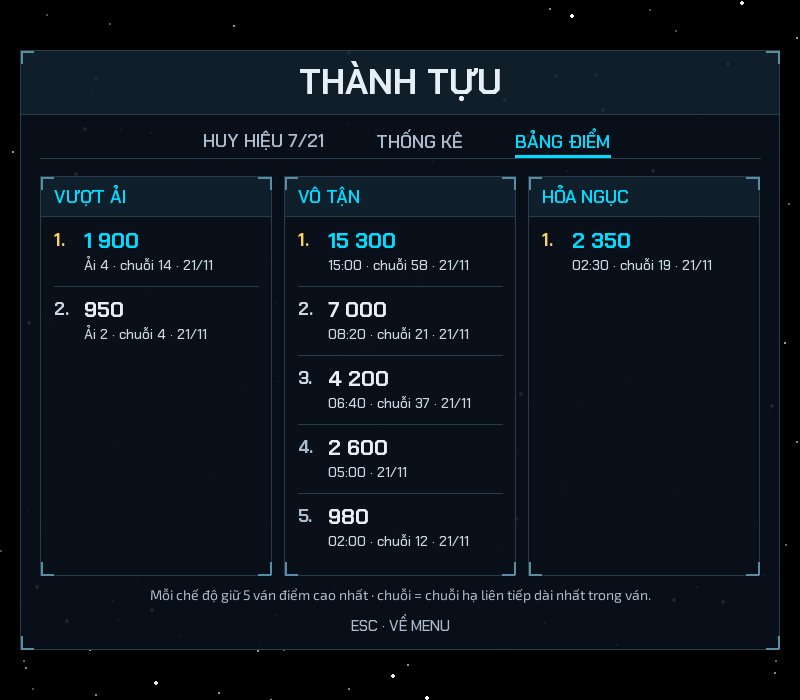 THÀNH TỰU
HUY HIỆU 7/21
THỐNG KÊ
BẢNG ĐIỂM
VƯỢT ẢI
1. 1 900
Ải 4 · chuỗi 14 · 21/11
2. 950
Ải 2 · chuỗi 4 · 21/11
VÔ TẬN
1. 15 300
15:00 · chuỗi 58 · 21/11
2. 7 000
08:20 · chuỗi 21 · 21/11
3. 4 200
06:40 · chuỗi 37 · 21/11
4. 2 600
05:00 · 21/11
5. 980
02:00 · chuỗi 12 · 21/11
HỎA NGỤC
1. 2 350
02:30 · chuỗi 19 · 21/11
Mỗi chế độ giữ 5 ván điểm cao nhất · chuỗi = chuỗi hạ liên tiếp dài nhất trong ván.
ESC · VỀ MENU